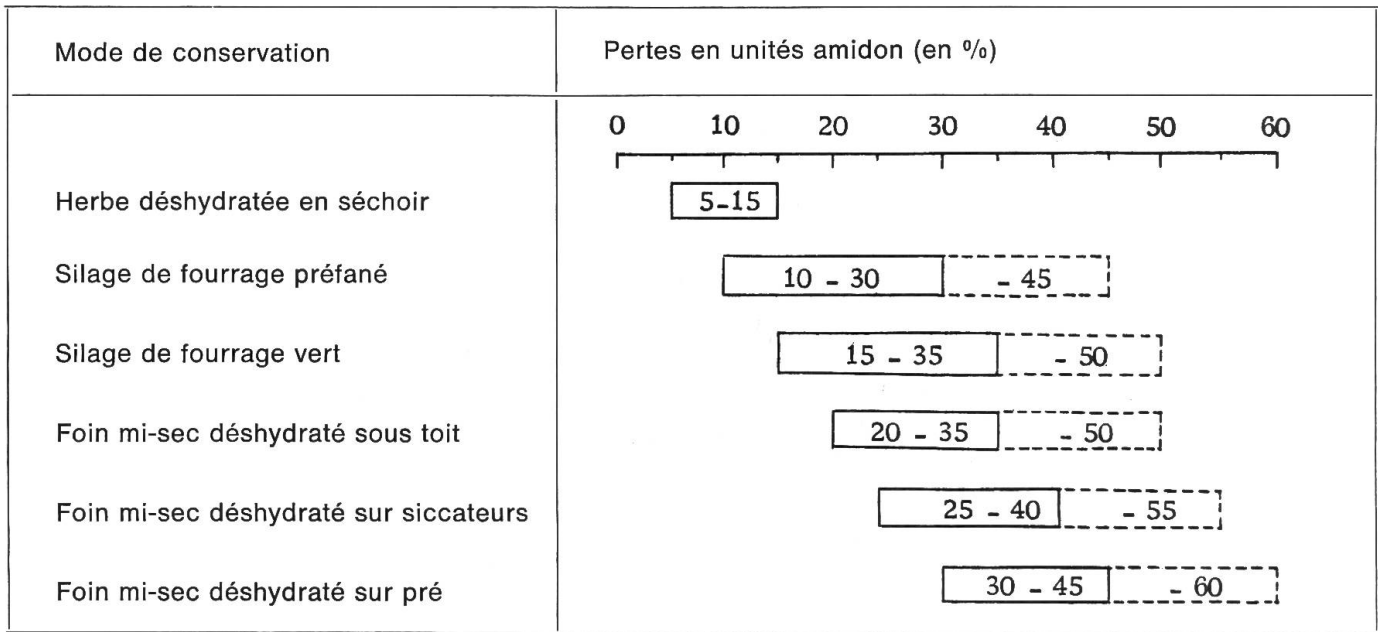 Mode de conservation
Pertes en unités amidon (en %)
0 10 20 30 40 50 60
Herbe déshydratée en séchoir
5-15
Silage de fourrage préfané
10 - 30 - 45
Silage de fourrage vert
15 - 35 - 50
Foin mi-sec déshydraté sous toit
20 - 35 - 50
Foin mi-sec déshydraté sur siccateurs
25 - 40 - 55
Foin mi-sec déshydraté sur pré
30 - 45 - 60